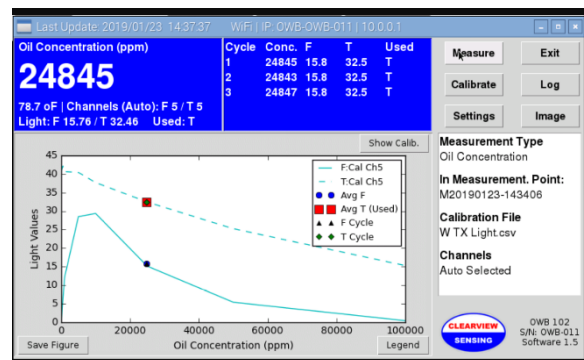 Last Update: 2019/01/23 14:37:37 WiFi | IP: OWB-OWB-011 | 10.0.0.1
Oil Concentration (ppm)
24845
78.7 oF | Channels (Auto): F 5 / T 5
Light: F 15.76 / T 32.46 Used: T
Cycle Conc. F T Used
1 24845 15.8 32.5 T
2 24843 15.8 32.5 T
3 24847 15.8 32.5 T
Measure Exit
Calibrate Log
Settings Image
Show Calib.
45
40
35
30
25
20
15
10
5
0
Light Values
F:Cal Ch5
T:Cal Ch5
Avg F
Avg T (Used)
F Cycle
T Cycle
0 20000 40000 60000 80000 100000
Save Figure Oil Concentration (ppm) Legend
Measurement Type
Oil Concentration
In Measurement. Point:
M20190123-143406
Calibration File
W TX Light.csv
Channels
Auto Selected
CLEARVIEW
SENSING
OWB 102
S/N: OWB-011
Software 1.5